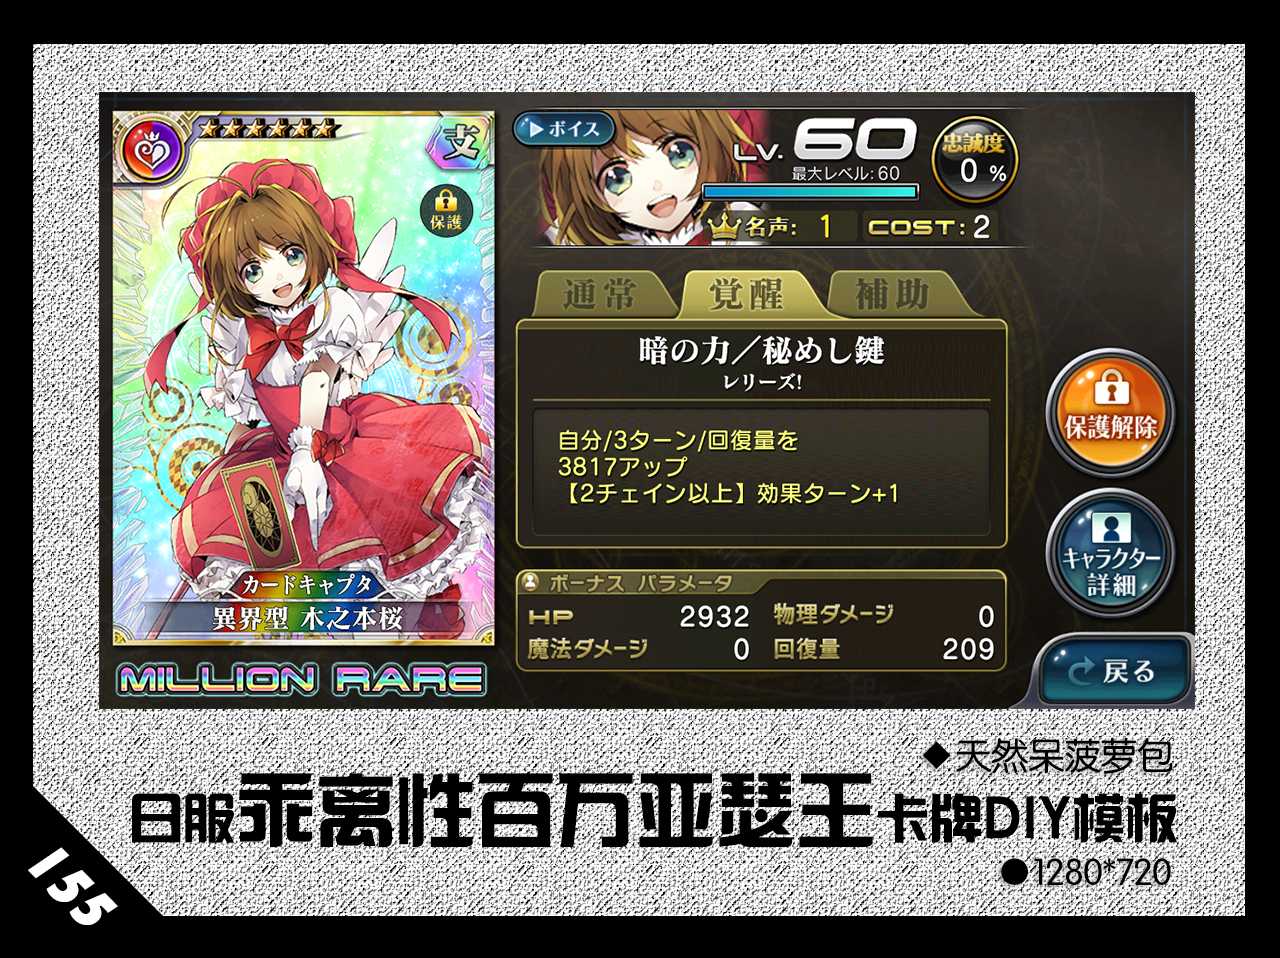 支
保護
カードキャプタ
異界型 木之本桜
MILLION RARE
ボイス
LV. 60
最大レベル:60
忠誠度
0 %
名声: 1
COST:2
通常
覚醒
補助
暗の力／秘めし鍵
レリーズ!
自分/3ターン/回復量を
3817アップ
【2チェイン以上】効果ターン+1
ボーナス パラメータ
HP 2932 物理ダメージ 0
魔法ダメージ 0 回復量 209
保護解除
キャラクター
詳細
戻る
◆天然呆菠萝包
日服乖离性百万亚瑟王卡牌DIY模板
●1280*720
155